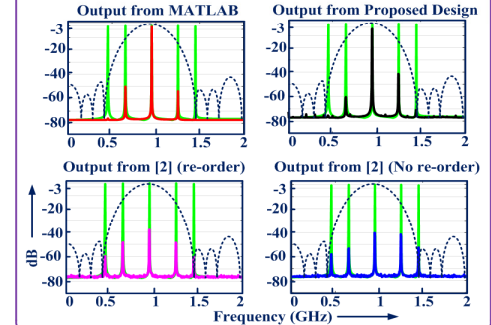 Output from MATLAB
Output from Proposed Design
-3
-20
-40
-60
-80
0 0.5 1 1.5 2
-3
-20
-40
-60
-80
0 0.5 1 1.5 2
Output from [2] (re-order)
Output from [2] (No re-order)
-3
-20
-40
-60
-80
0 0.5 1 1.5 2
-3
-20
-40
-60
-80
0 0.5 1 1.5 2
dB
Frequency (GHz)